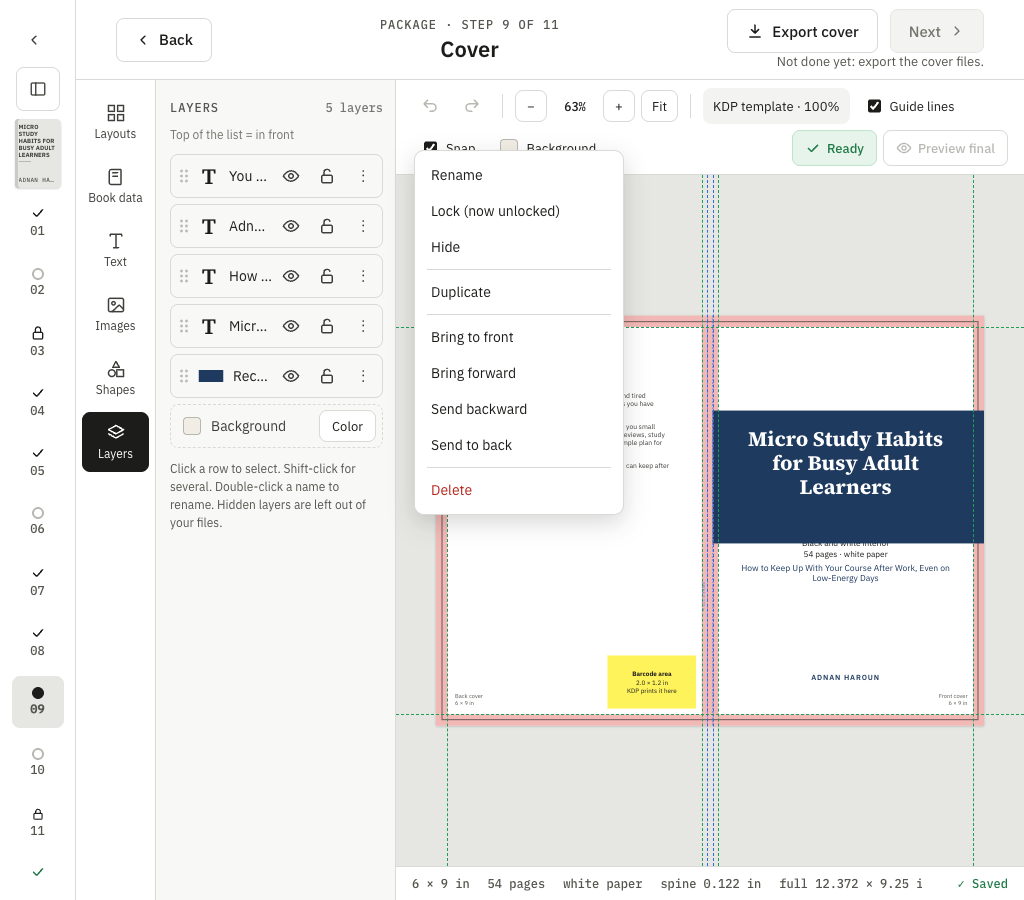 Back
PACKAGE · STEP 9 OF 11
Cover
Export cover
Next
Not done yet: export the cover files.
MICRO
STUDY
HABITS FOR
BUSY ADULT
LEARNERS
ADNAN HA…
01
02
03
04
05
06
07
08
09
10
11
Layouts
Book data
Text
Images
Shapes
Layers
LAYERS
5 layers
Top of the list = in front
You ...
Adn...
How ...
Micr...
Rec...
Background
Color
Click a row to select. Shift-click for
several. Double-click a name to
rename. Hidden layers are left out of
your files.
−
63%
+
Fit
KDP template · 100%
Guide lines
Snap
Background
Ready
Preview final
Rename
Lock (now unlocked)
Hide
Duplicate
Bring to front
Bring forward
Send backward
Send to back
Delete
nd tired
s you have
you small
eviews, study
mple plan for
can keep after
Micro Study Habits
for Busy Adult
Learners
Black and white interior
54 pages · white paper
How to Keep Up With Your Course After Work, Even on
Low-Energy Days
Barcode area
2.0 × 1.2 in
KDP prints it here
ADNAN HAROUN
Back cover
6 × 9 in
Front cover
6 × 9 in
6 × 9 in
54 pages
white paper
spine 0.122 in
full 12.372 × 9.25 i
✓ Saved